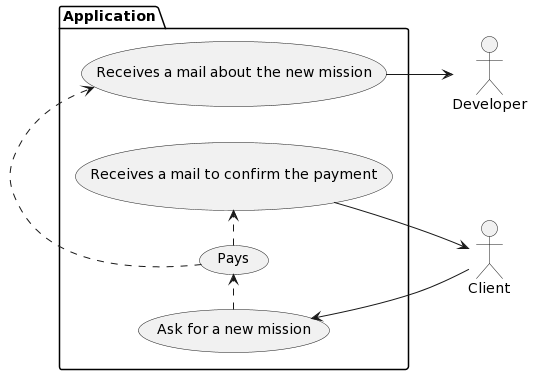 Application
Receives a mail about the new mission
Developer
Receives a mail to confirm the payment
Pays
Client
Ask for a new mission